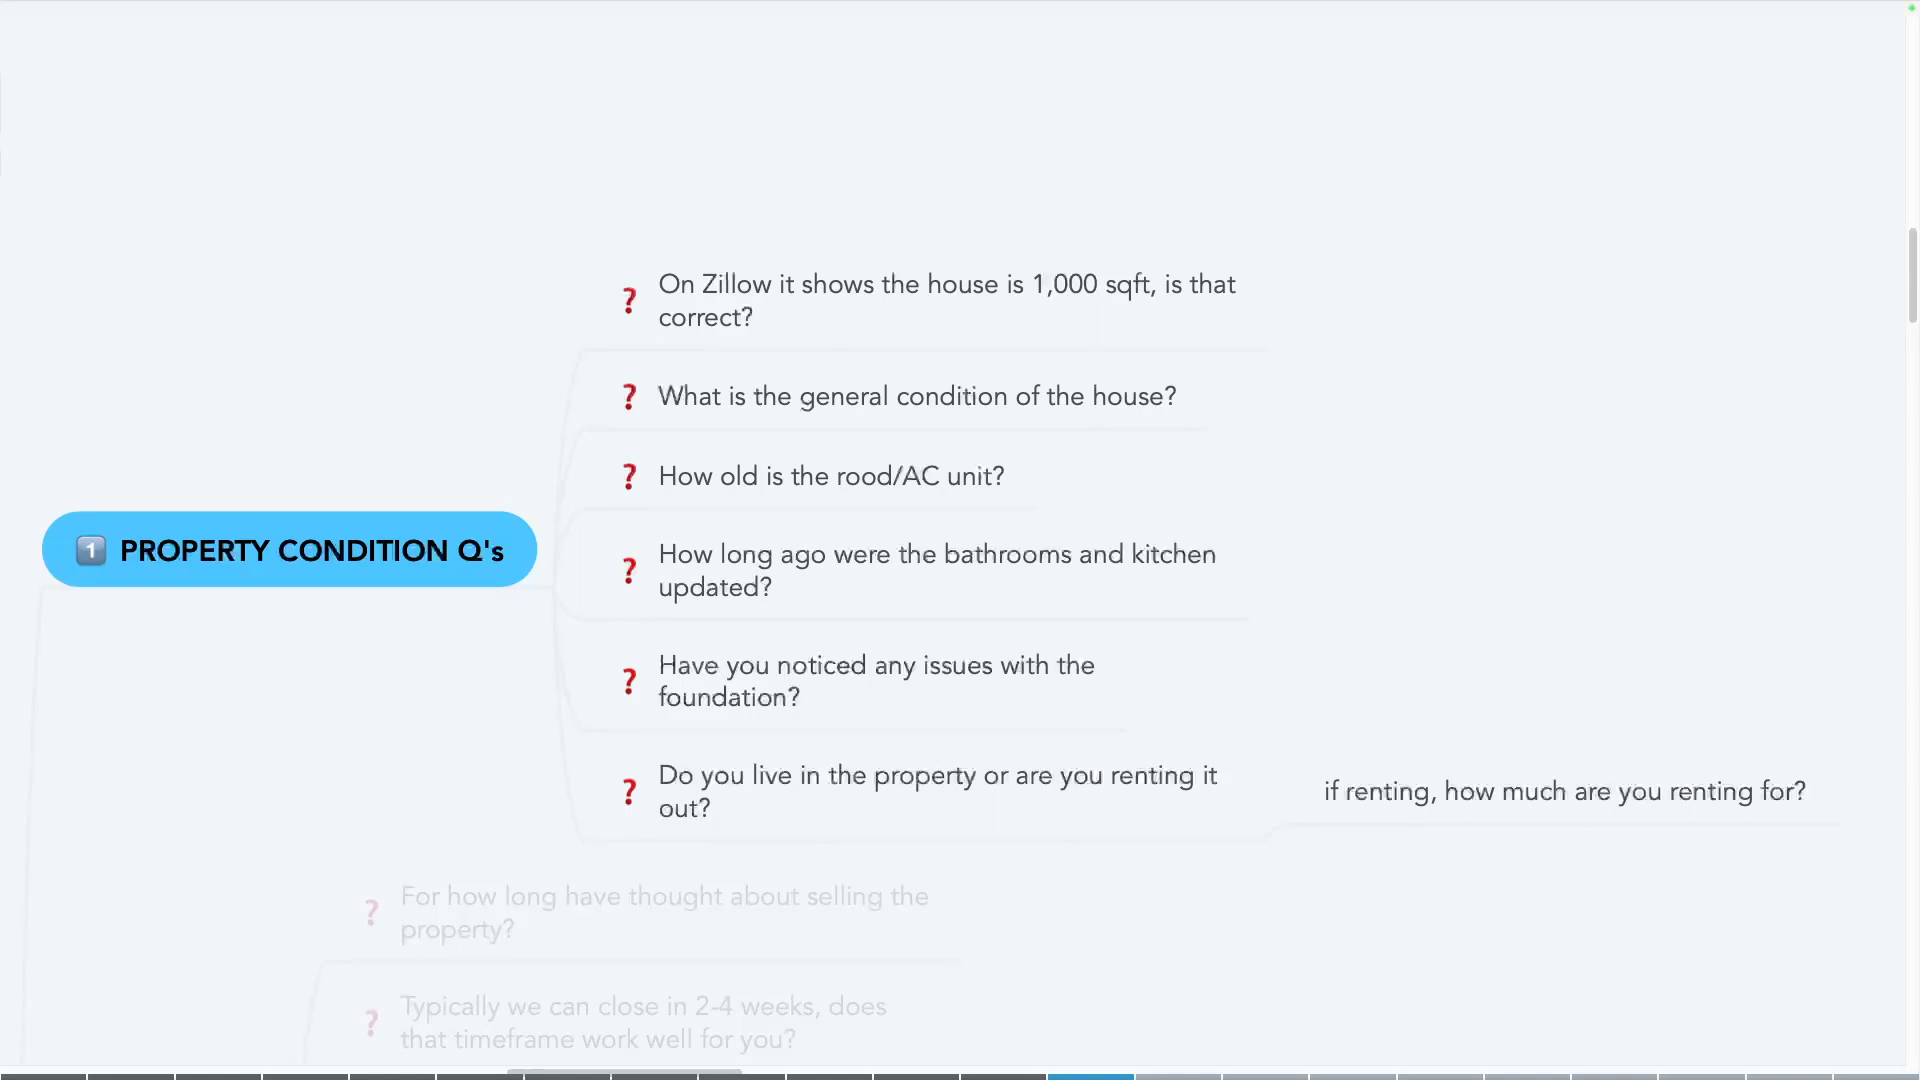 On Zillow it shows the house is 1,000 sqft, is that
correct?
What is the general condition of the house?
How old is the rood/AC unit?
1 PROPERTY CONDITION Q's
How long ago were the bathrooms and kitchen
updated?
Have you noticed any issues with the
foundation?
Do you live in the property or are you renting it
out?
if renting, how much are you renting for?
For how long have thought about selling the
property?
Typically we can close in 2-4 weeks, does
that timeframe work well for you?